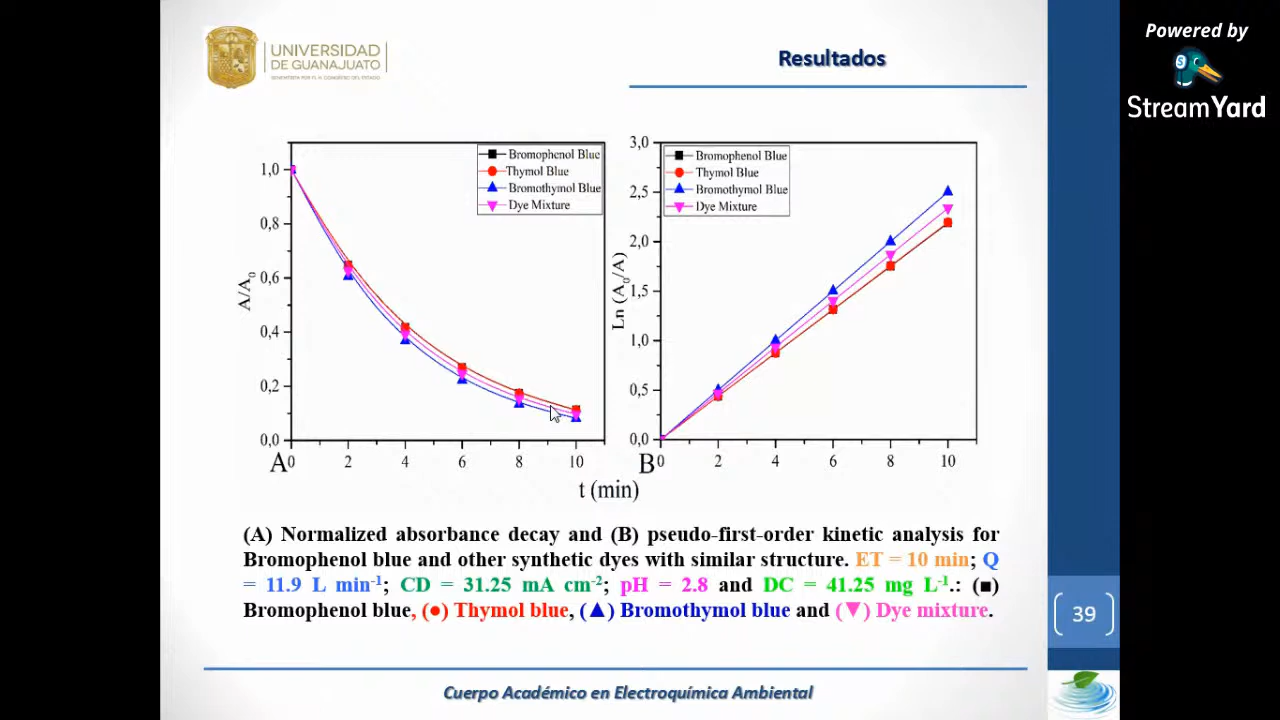 UNIVERSIDAD
DE GUANAJUATO
Resultados
Powered by
StreamYard
Bromophenol Blue
Thymol Blue
Bromothymol Blue
Dye Mixture
1,0
0,8
0,6
0,4
0,2
0,0
A/A0
0 2 4 6 8 10
A
Bromophenol Blue
Thymol Blue
Bromothymol Blue
Dye Mixture
3,0
2,5
2,0
1,5
1,0
0,5
0,0
Ln (A0/A)
0 2 4 6 8 10
B
t (min)
(A) Normalized absorbance decay and (B) pseudo-first-order kinetic analysis for
Bromophenol blue and other synthetic dyes with similar structure. ET = 10 min; Q
= 11.9 L min-1; CD = 31.25 mA cm-2; pH = 2.8 and DC = 41.25 mg L-1.: (■)
Bromophenol blue, (●) Thymol blue, (▲) Bromothymol blue and (▼) Dye mixture.
39
Cuerpo Académico en Electroquímica Ambiental